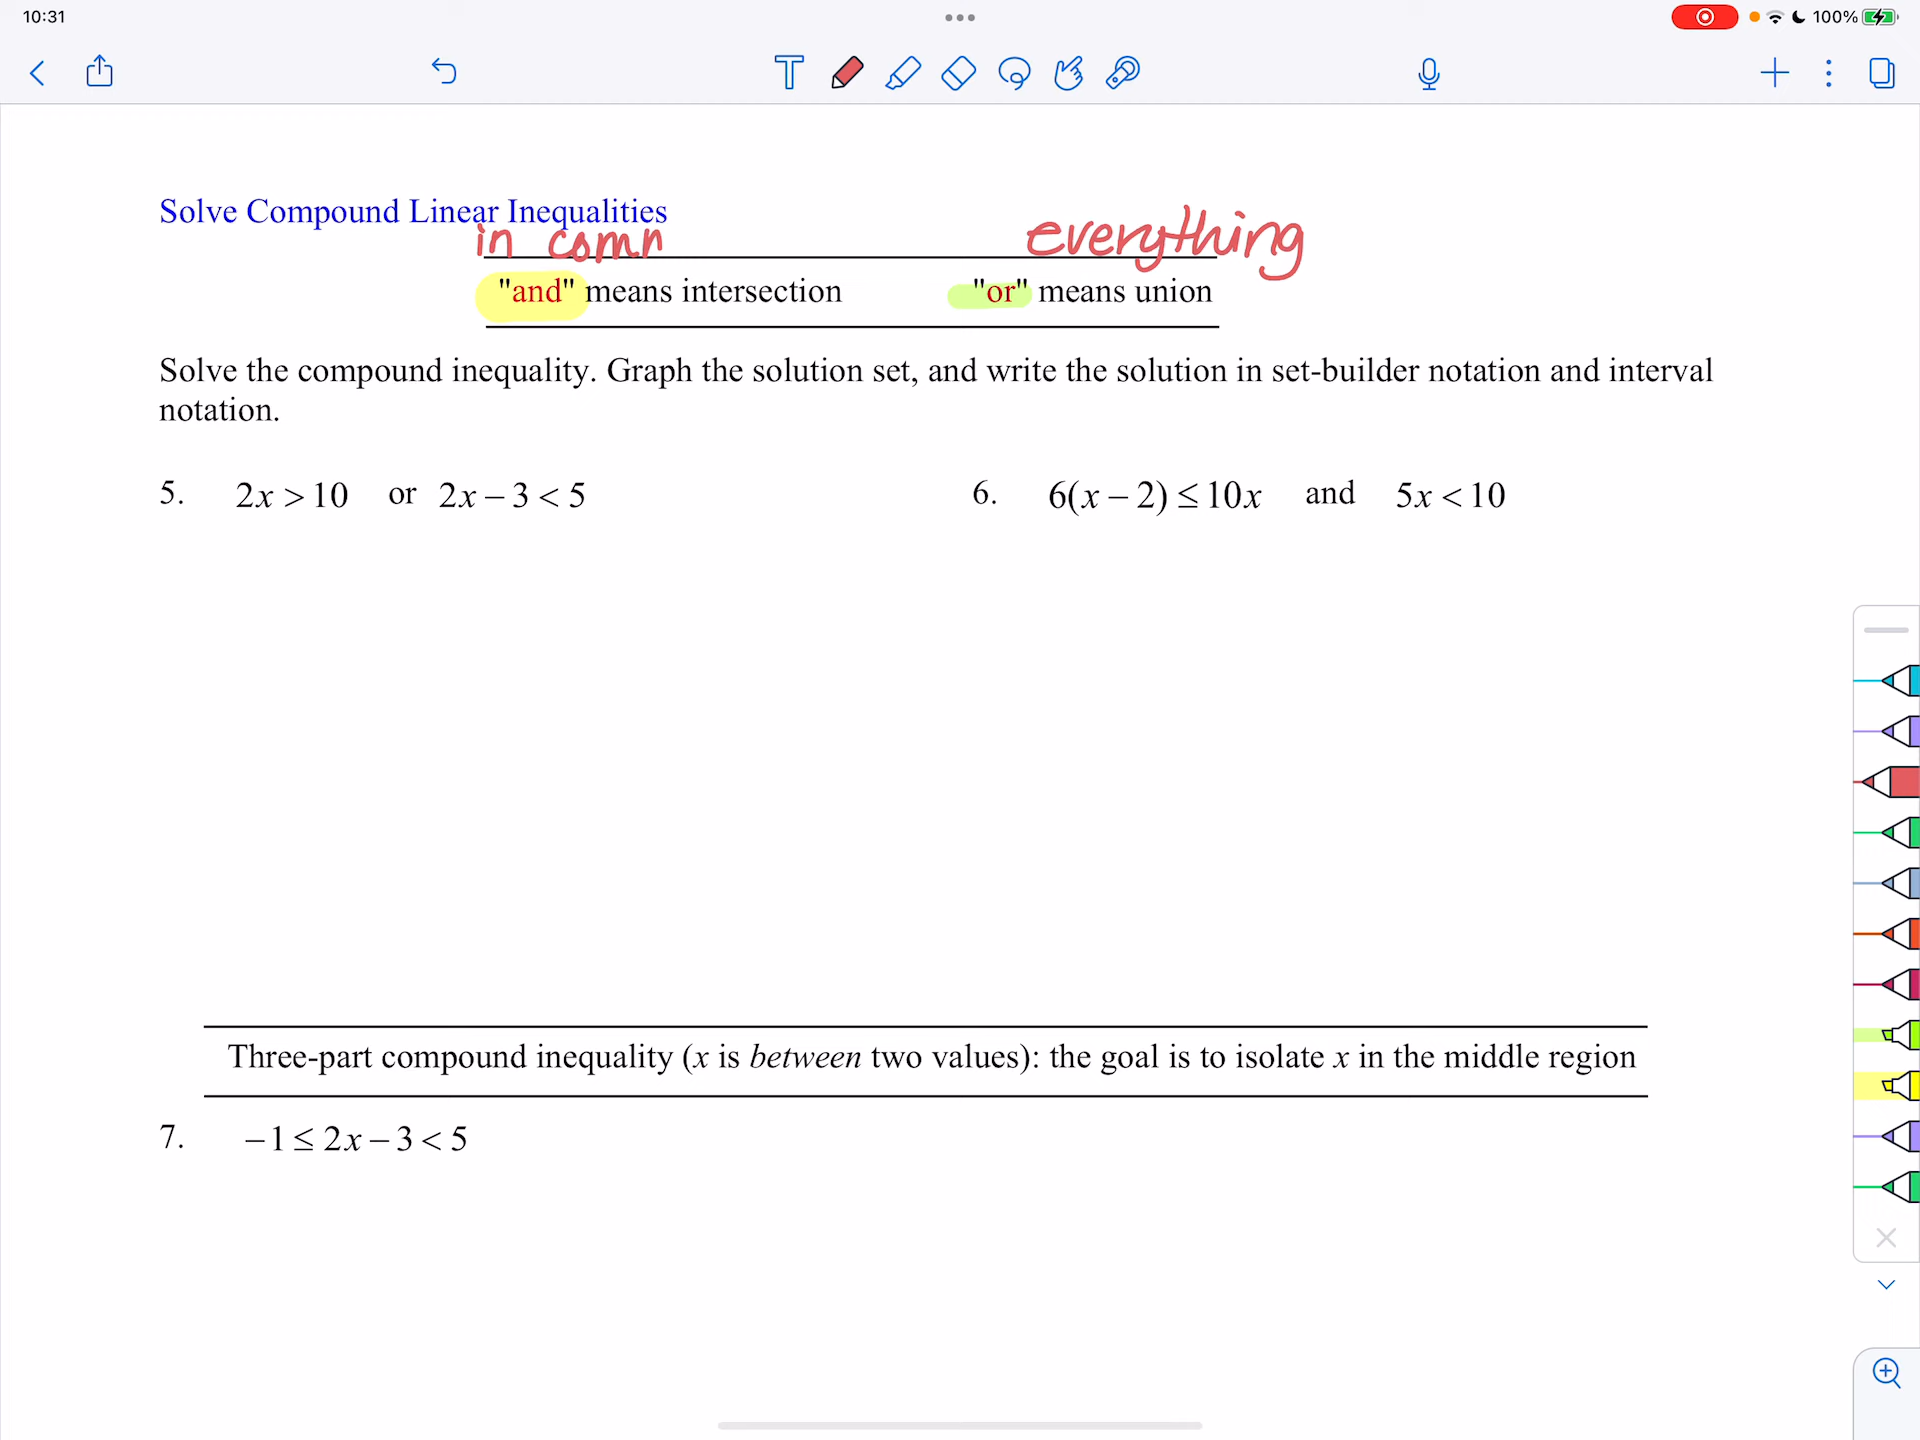 10:31
100%
Solve Compound Linear Inequalities
in comn everything
"and" means intersection "or" means union
Solve the compound inequality. Graph the solution set, and write the solution in set-builder notation and interval
notation.
5. 2x > 10 or 2x – 3 < 5 6. 6(x – 2) ≤ 10x and 5x < 10
Three-part compound inequality (x is between two values): the goal is to isolate x in the middle region
7. –1 ≤ 2x – 3 < 5